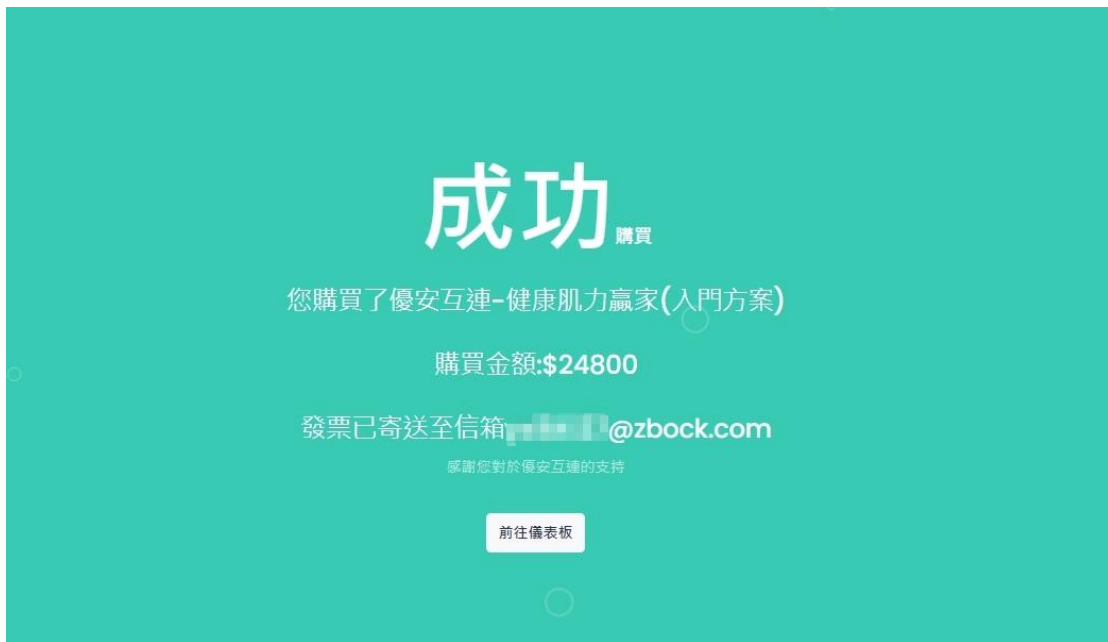 成功購買
您購買了優安互連-健康肌力贏家(入門方案)
購買金額:$24800
發票已寄送至信箱 @zbock.com
感謝您對於優安互連的支持
前往儀表板